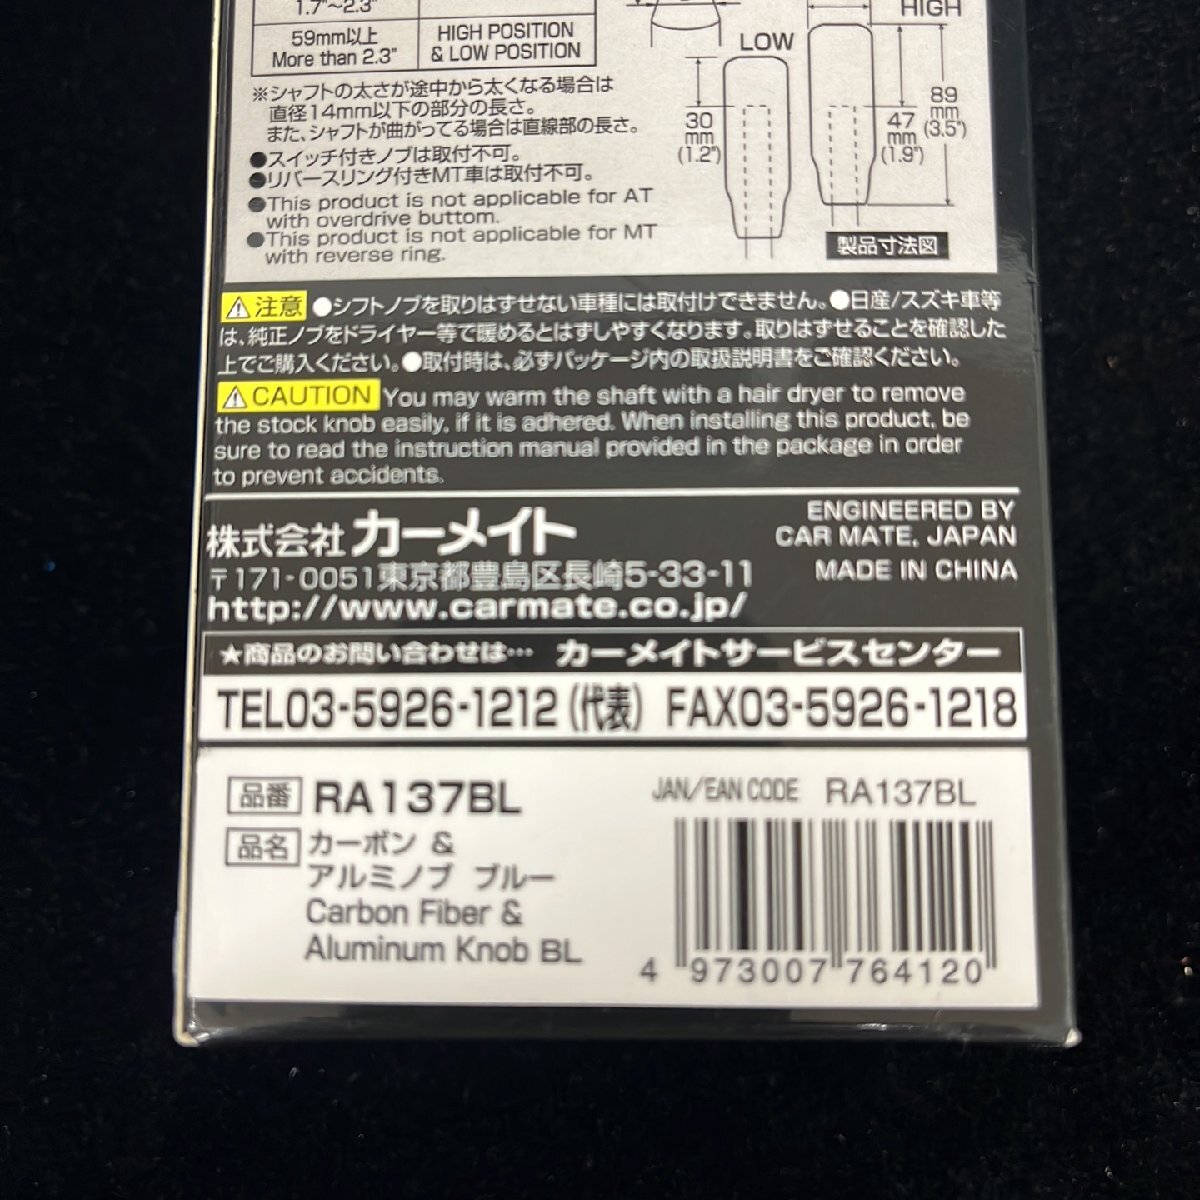 1.7"~2.3"
59mm以上
More than 2.3"
HIGH POSITION
& LOW POSITION
HIGH
LOW
30
mm
(1.2")
47
mm
(1.9")
89
mm
(3.5")
製品寸法図
※シャフトの太さが途中から太くなる場合は
直径14mm以下の部分の長さ。
また、シャフトが曲がってる場合は直線部の長さ。
●スイッチ付きノブは取付不可。
●リバースリング付きMT車は取付不可。
●This product is not applicable for AT
with overdrive buttom.
●This product is not applicable for MT
with reverse ring.
⚠注意 ●シフトノブを取りはずせない車種には取付けできません。●日産/スズキ車等
は、純正ノブをドライヤー等で暖めるとはずしやすくなります。取りはずせることを確認した
上でご購入ください。●取付時は、必ずパッケージ内の取扱説明書をご確認ください。
⚠CAUTION You may warm the shaft with a hair dryer to remove
the stock knob easily, if it is adhered. When installing this product, be
sure to read the instruction manual provided in the package in order
to prevent accidents.
株式会社 カーメイト
〒171-0051東京都豊島区長崎5-33-11
http://www.carmate.co.jp/
ENGINEERED BY
CAR MATE, JAPAN
MADE IN CHINA
★商品のお問い合わせは… カーメイトサービスセンター
TEL03-5926-1212(代表) FAX03-5926-1218
品番 RA137BL
品名 カーボン &
アルミノブ ブルー
Carbon Fiber &
Aluminum Knob BL
JAN/EAN CODE RA137BL
4 973007 764120